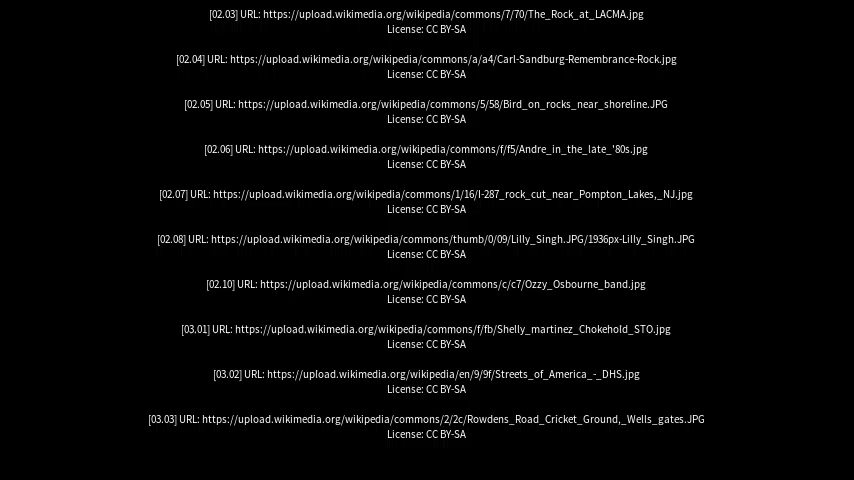 [02.03] URL: https://upload.wikimedia.org/wikipedia/commons/7/70/The_Rock_at_LACMA.jpg
License: CC BY-SA
[02.04] URL: https://upload.wikimedia.org/wikipedia/commons/a/a4/Carl-Sandburg-Remembrance-Rock.jpg
License: CC BY-SA
[02.05] URL: https://upload.wikimedia.org/wikipedia/commons/5/58/Bird_on_rocks_near_shoreline.JPG
License: CC BY-SA
[02.06] URL: https://upload.wikimedia.org/wikipedia/commons/f/f5/Andre_in_the_late_'80s.jpg
License: CC BY-SA
[02.07] URL: https://upload.wikimedia.org/wikipedia/commons/1/16/I-287_rock_cut_near_Pompton_Lakes,_NJ.jpg
License: CC BY-SA
[02.08] URL: https://upload.wikimedia.org/wikipedia/commons/thumb/0/09/Lilly_Singh.JPG/1936px-Lilly_Singh.JPG
License: CC BY-SA
[02.10] URL: https://upload.wikimedia.org/wikipedia/commons/c/c7/Ozzy_Osbourne_band.jpg
License: CC BY-SA
[03.01] URL: https://upload.wikimedia.org/wikipedia/commons/f/fb/Shelly_martinez_Chokehold_STO.jpg
License: CC BY-SA
[03.02] URL: https://upload.wikimedia.org/wikipedia/en/9/9f/Streets_of_America_-_DHS.jpg
License: CC BY-SA
[03.03] URL: https://upload.wikimedia.org/wikipedia/commons/2/2c/Rowdens_Road_Cricket_Ground,_Wells_gates.JPG
License: CC BY-SA